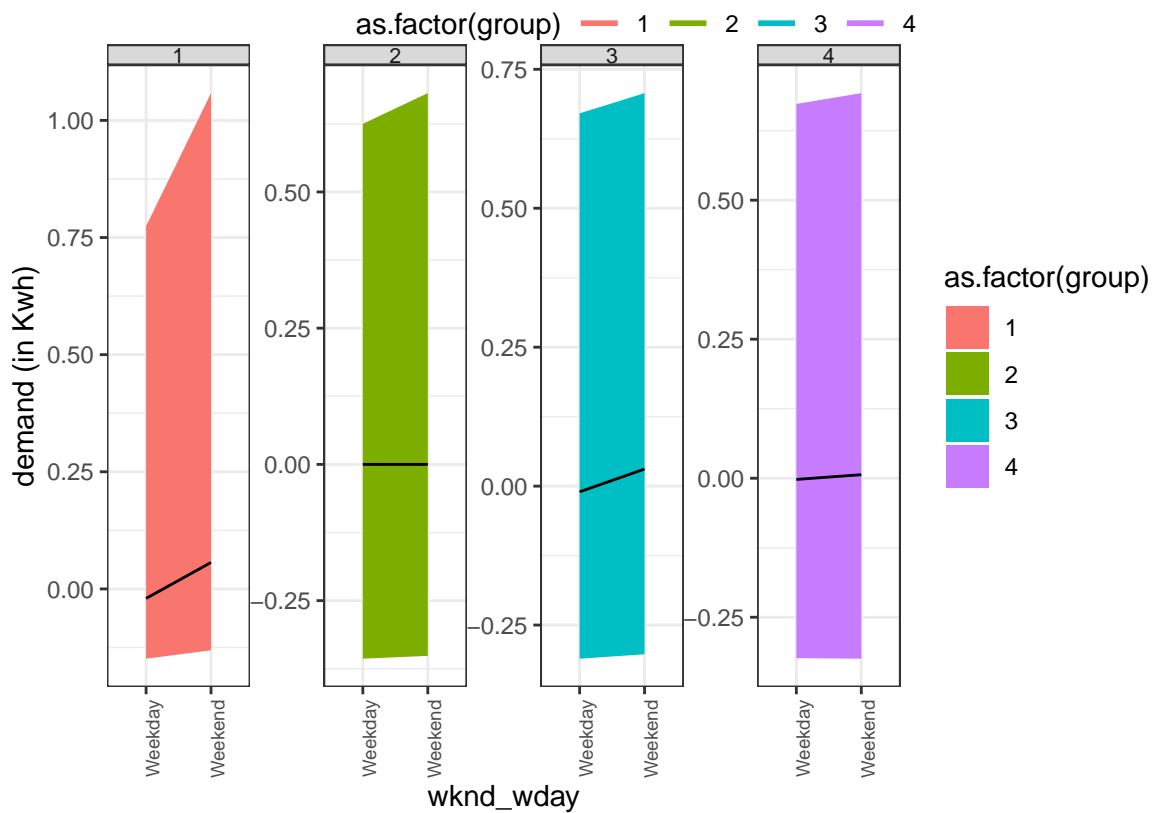 as.factor(group) 1 2 3 4
1 2 3 4
demand (in Kwh)
1.00
0.75
0.50
0.25
0.00
0.50
0.25
0.00
−0.25
0.75
0.50
0.25
0.00
−0.25
0.50
0.25
0.00
−0.25
Weekday
Weekend
Weekday
Weekend
Weekday
Weekend
Weekday
Weekend
wknd_wday
as.factor(group)
1
2
3
4